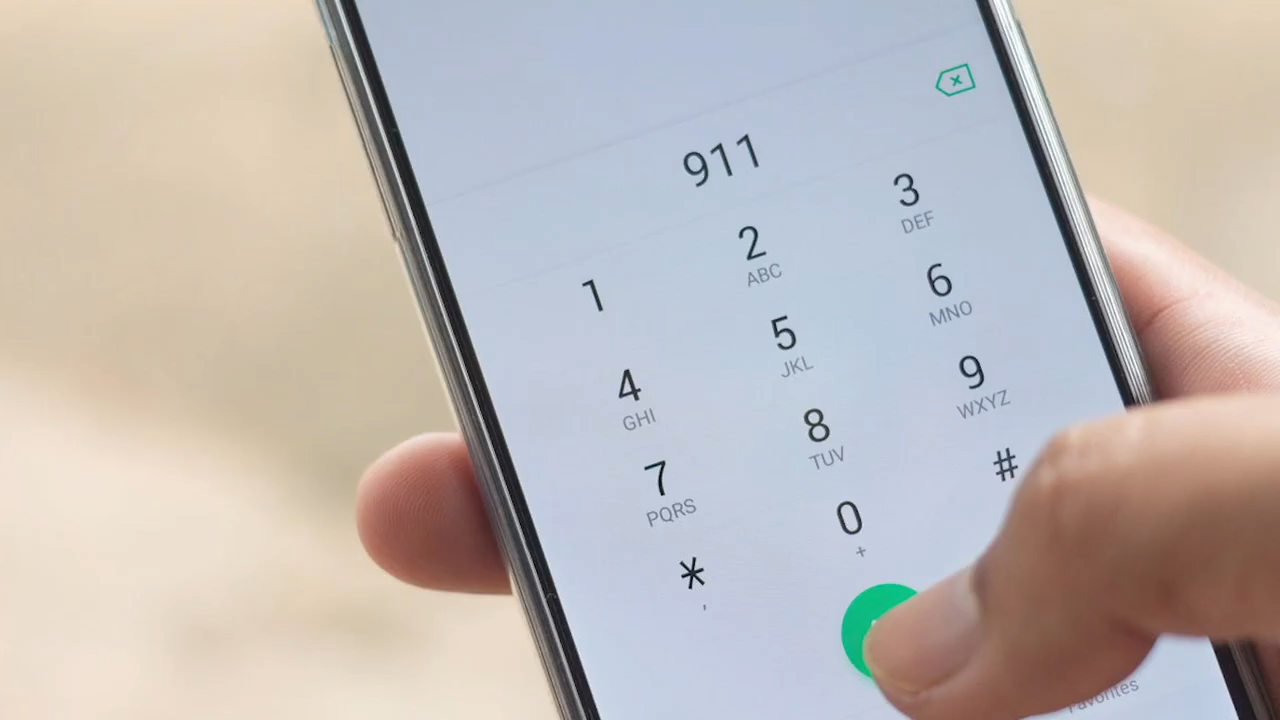 911
1 2 3
ABC DEF
4 5 6
GHI JKL MNO
7 8 9
PQRS TUV WXYZ
* 0 #
, +
Favorites